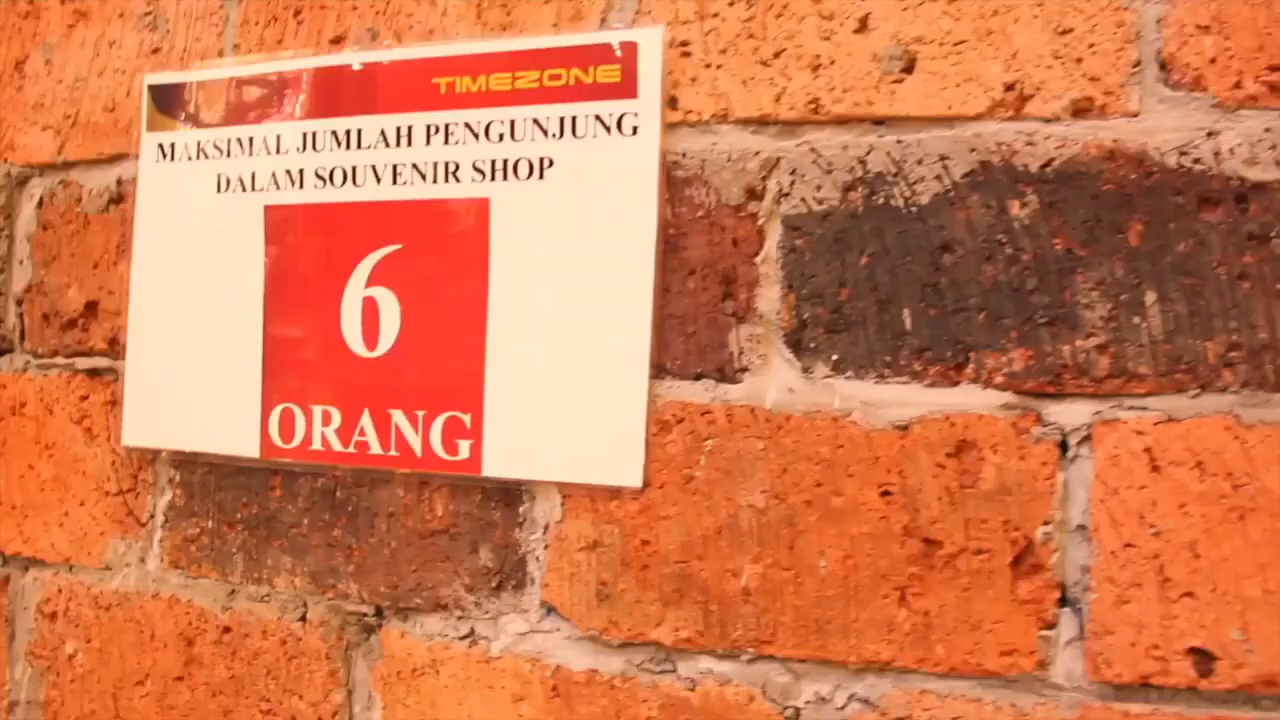 TIMEZONE
MAKSIMAL JUMLAH PENGUNJUNG
DALAM SOUVENIR SHOP
6
ORANG